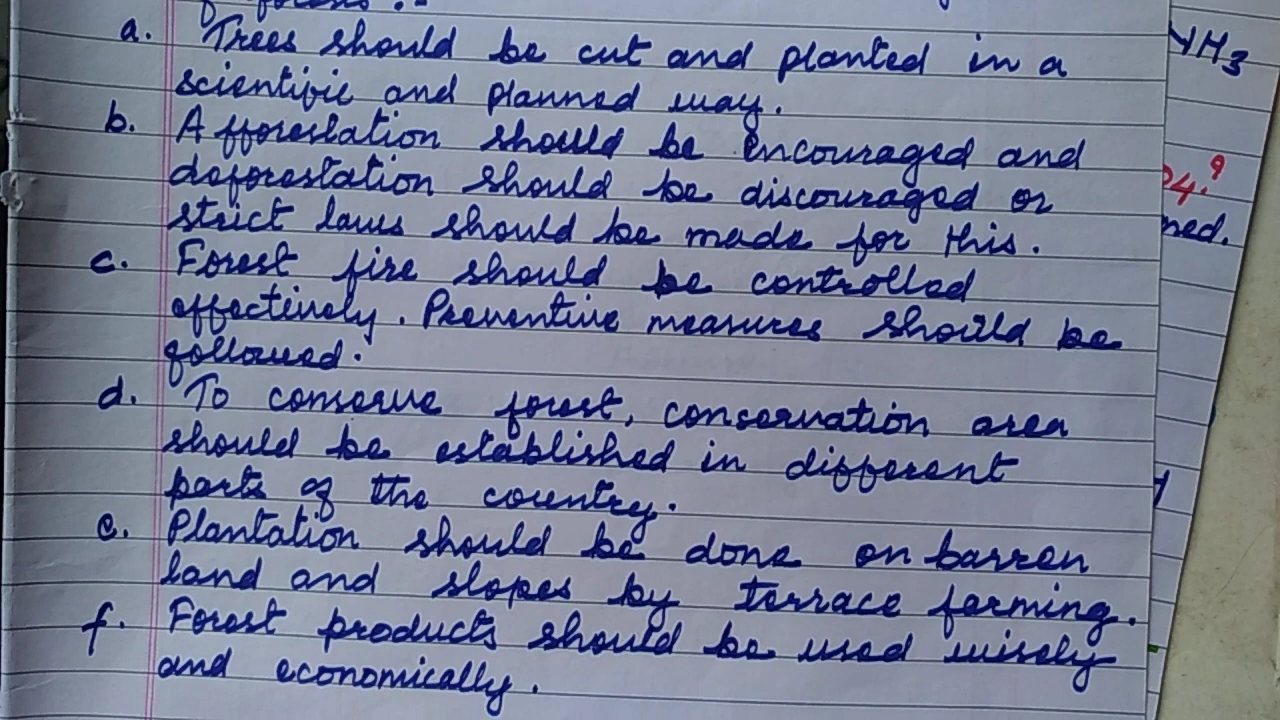 a. Trees should be cut and planted in a
scientific and planned way.
b. Afforestation should be encouraged and
deforestation should be discouraged or
strict laws should be made for this.
c. Forest fire should be controlled
effectively. Preventive measures should be
followed.
d. To conserve forest, conservation area
should be established in different
parts of the country.
e. Plantation should be done on barren
land and slopes by terrace farming.
f. Forest products should be used wisely
and economically.